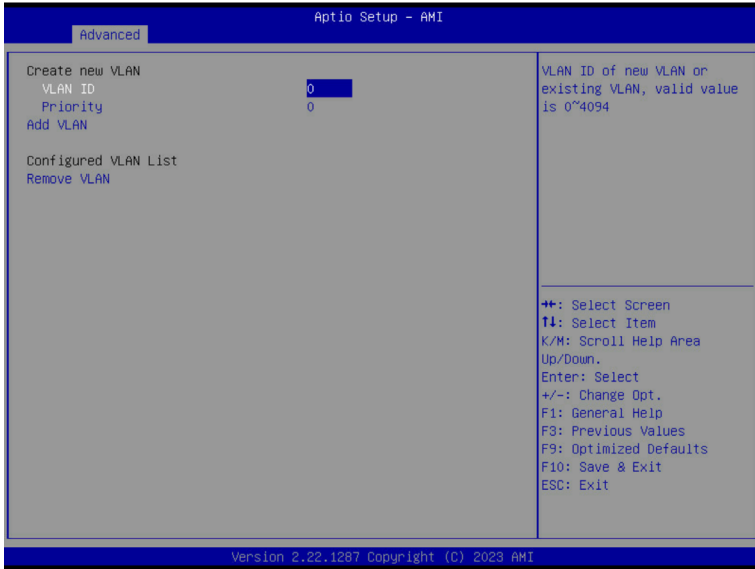 Aptio Setup – AMI
Advanced
Create new VLAN
VLAN ID 0
Priority 0
Add VLAN
Configured VLAN List
Remove VLAN
VLAN ID of new VLAN or
existing VLAN, valid value
is 0~4094
→←: Select Screen
↑↓: Select Item
K/M: Scroll Help Area
Up/Down.
Enter: Select
+/-: Change Opt.
F1: General Help
F3: Previous Values
F9: Optimized Defaults
F10: Save & Exit
ESC: Exit
Version 2.22.1287 Copyright (C) 2023 AMI